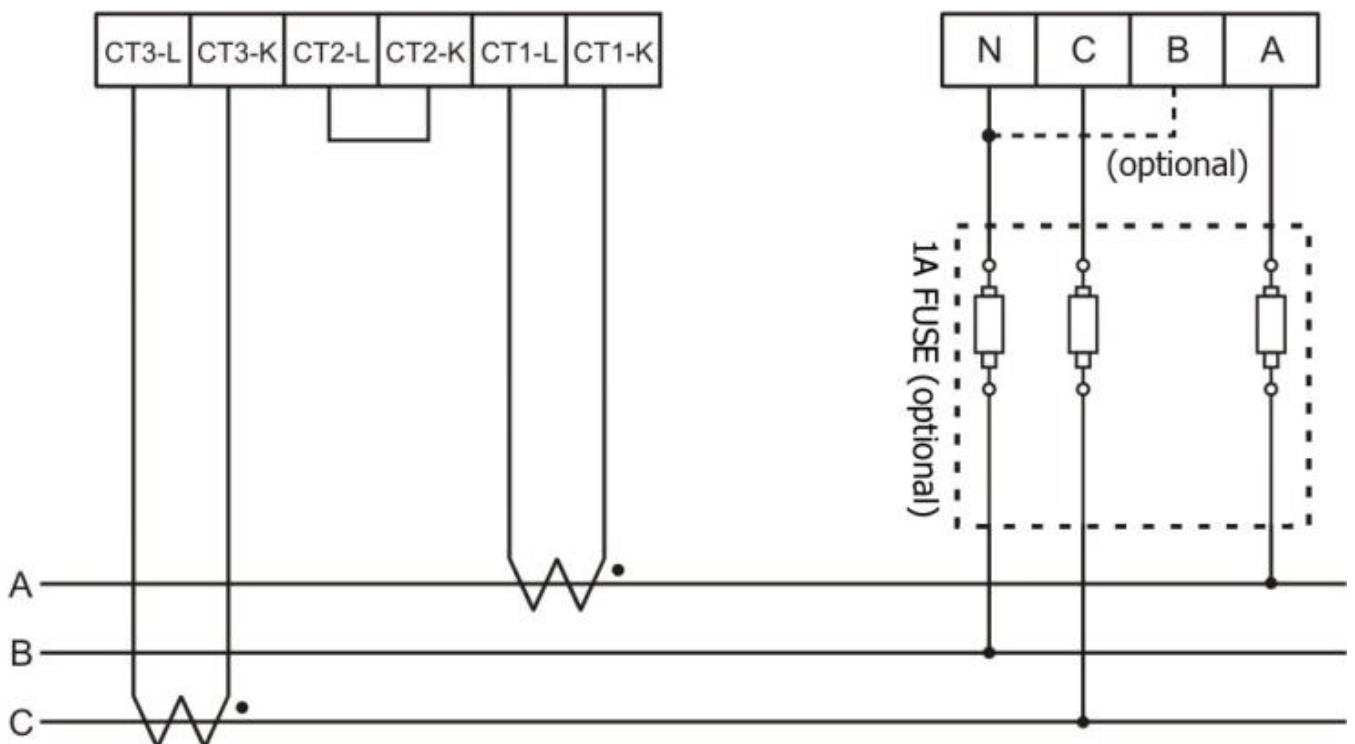 CT3-L CT3-K CT2-L CT2-K CT1-L CT1-K
N C B A
(optional)
1A FUSE (optional)
A
B
C